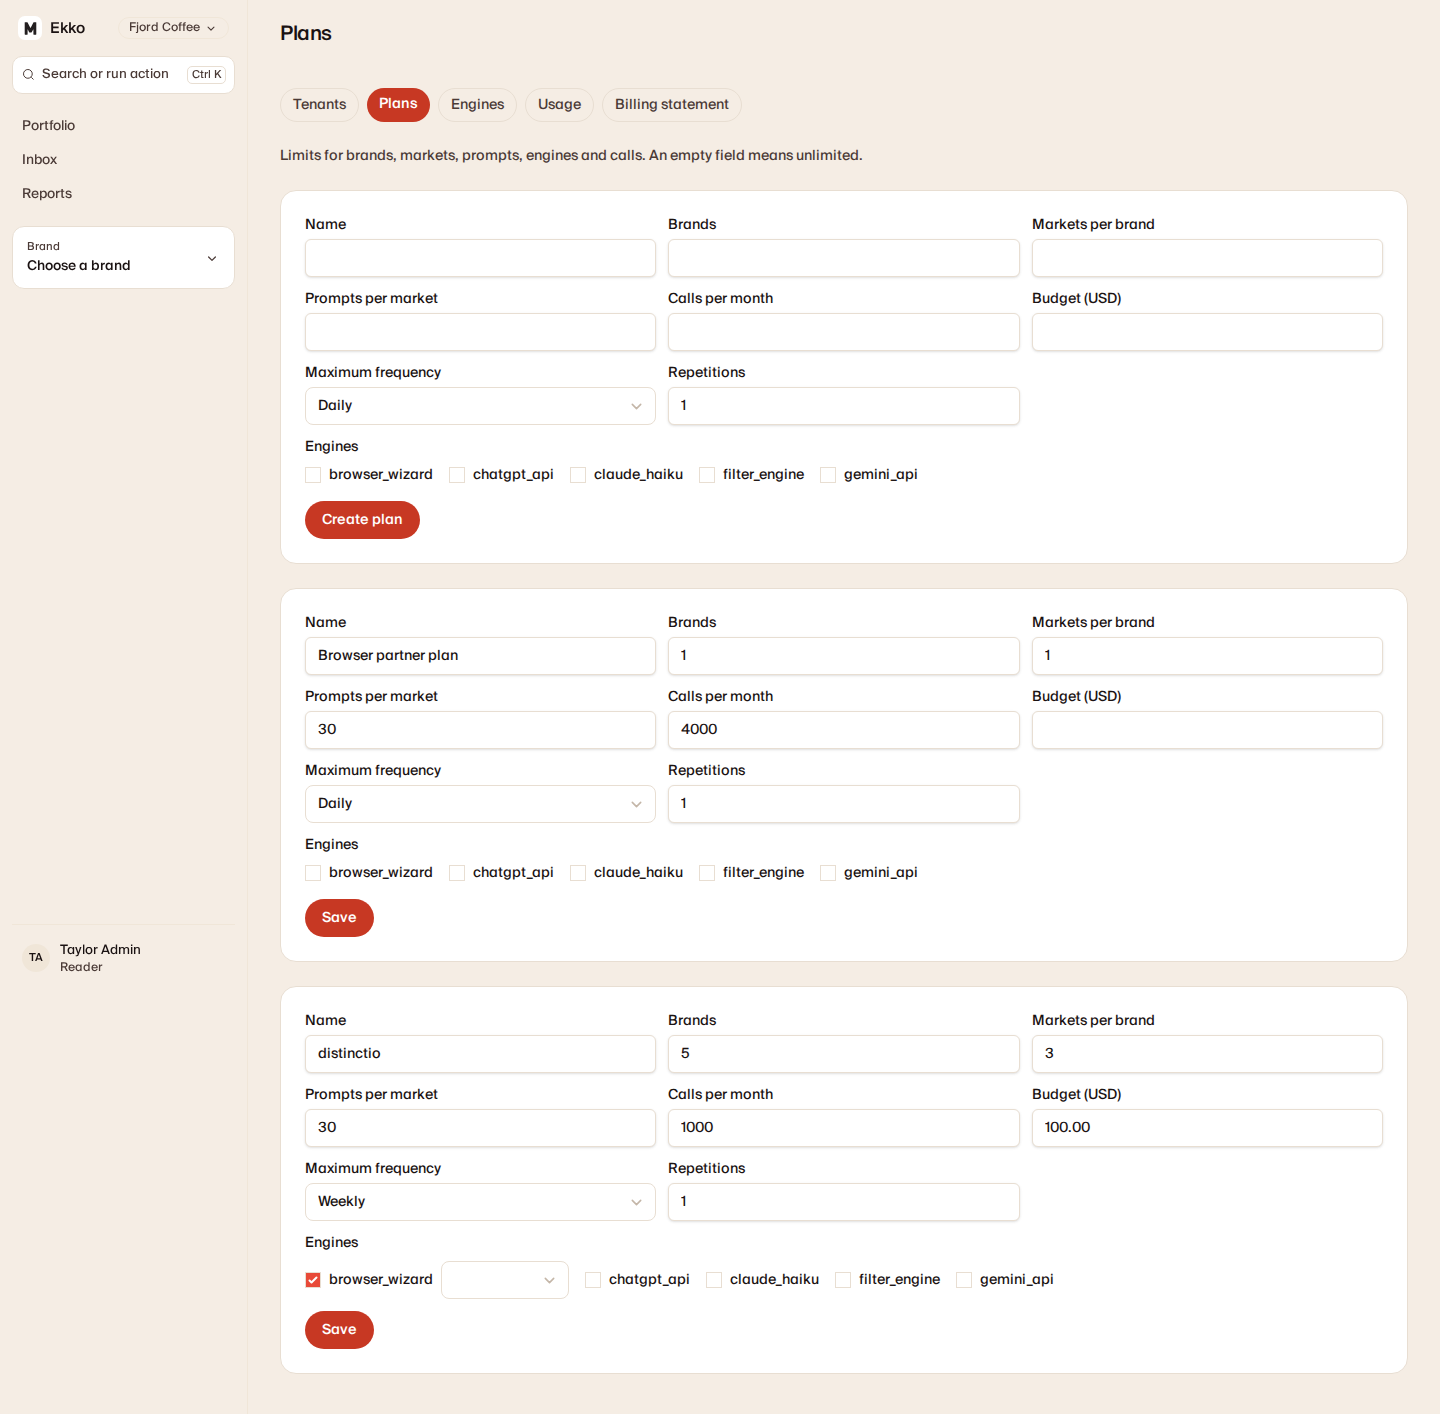 M Ekko Fjord Coffee
Search or run action Ctrl K
Portfolio
Inbox
Reports
Brand
Choose a brand
TA Taylor Admin
Reader
Plans
Tenants Plans Engines Usage Billing statement
Limits for brands, markets, prompts, engines and calls. An empty field means unlimited.
Name Brands Markets per brand
Prompts per market Calls per month Budget (USD)
Maximum frequency Repetitions
Daily 1
Engines
browser_wizard chatgpt_api claude_haiku filter_engine gemini_api
Create plan
Name Brands Markets per brand
Browser partner plan 1 1
Prompts per market Calls per month Budget (USD)
30 4000
Maximum frequency Repetitions
Daily 1
Engines
browser_wizard chatgpt_api claude_haiku filter_engine gemini_api
Save
Name Brands Markets per brand
distinctio 5 3
Prompts per market Calls per month Budget (USD)
30 1000 100.00
Maximum frequency Repetitions
Weekly 1
Engines
browser_wizard chatgpt_api claude_haiku filter_engine gemini_api
Save